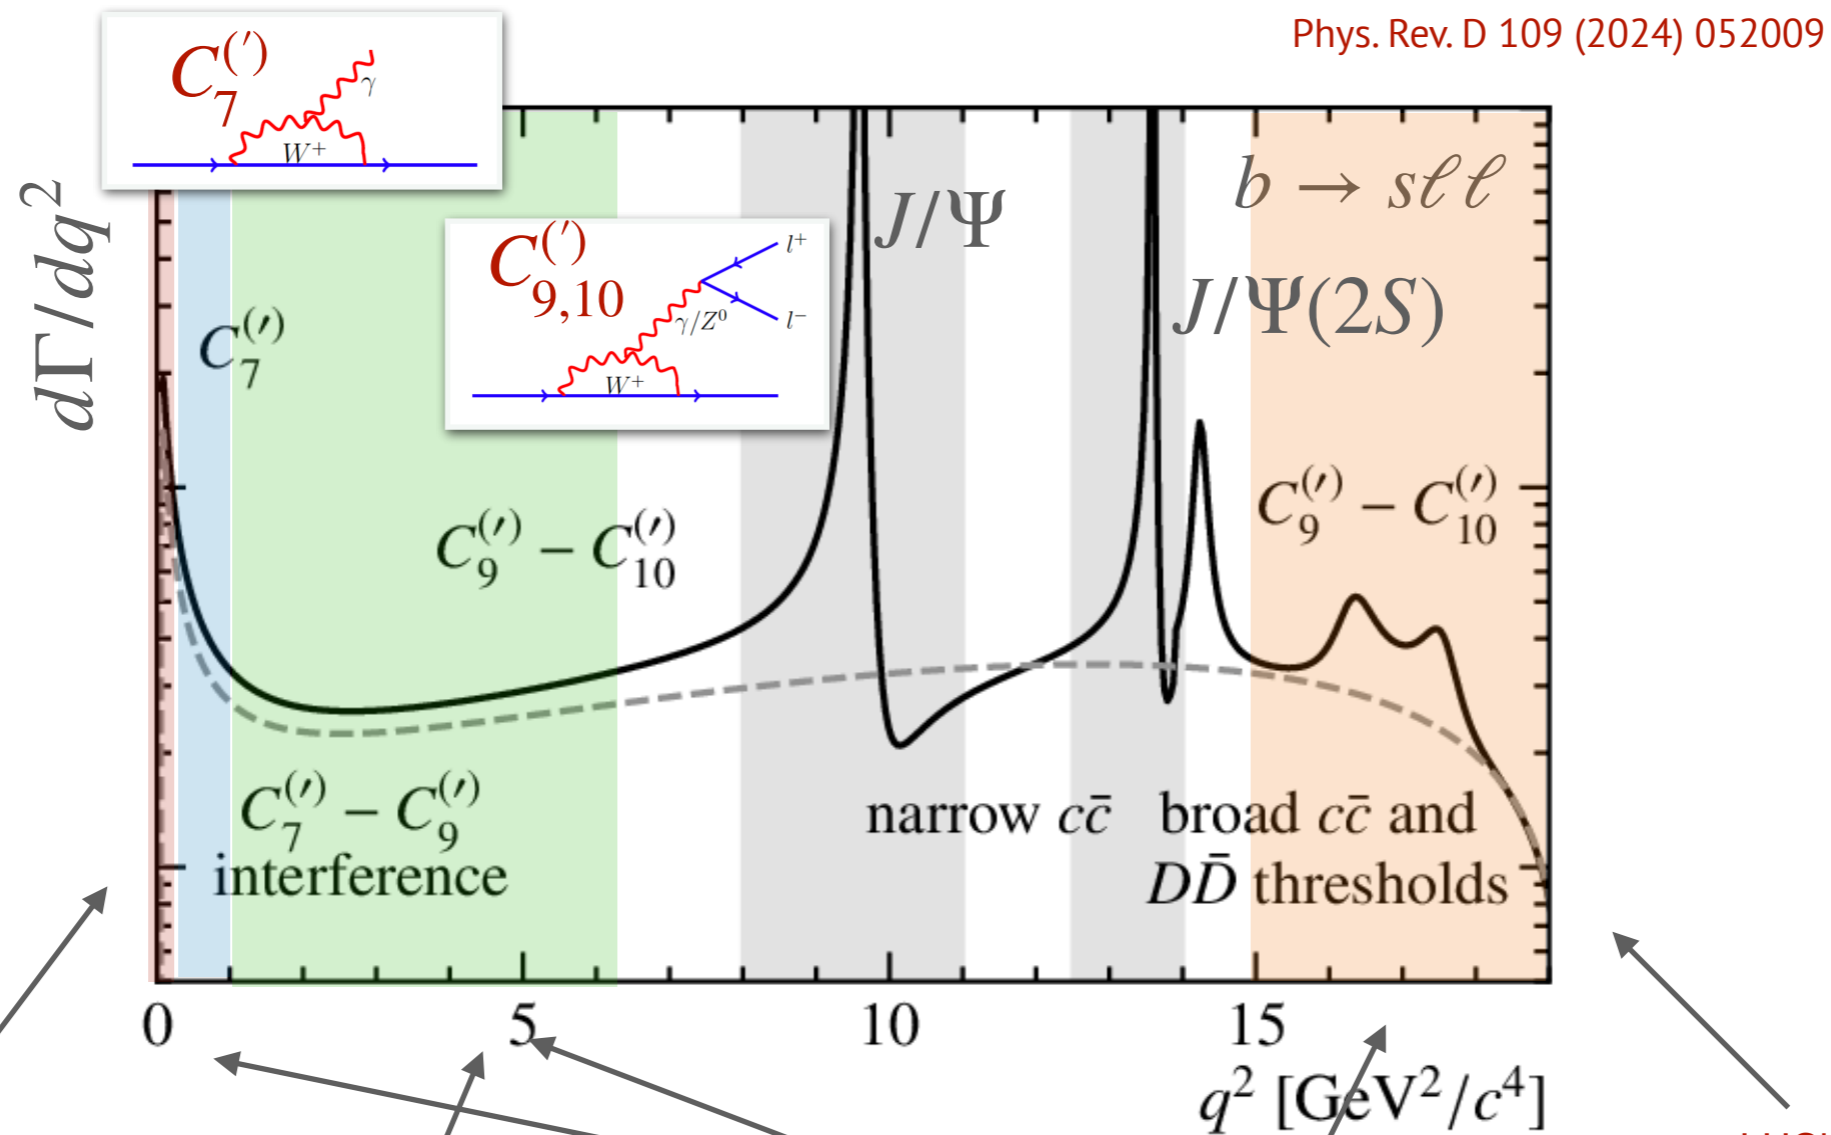 Phys. Rev. D 109 (2024) 052009
C₇⁽′⁾
γ
W⁺
dΓ/dq²
b → sℓℓ
J/Ψ
C₉,₁₀⁽′⁾
l⁺
γ/Z⁰
l⁻
W⁺
J/Ψ(2S)
C₇⁽′⁾
C₉⁽′⁾ − C₁₀⁽′⁾
C₉⁽′⁾ − C₁₀⁽′⁾
C₇⁽′⁾ − C₉⁽′⁾
interference
narrow cc̄
broad cc̄ and
DD̄ thresholds
0 5 10 15
q² [GeV²/c⁴]